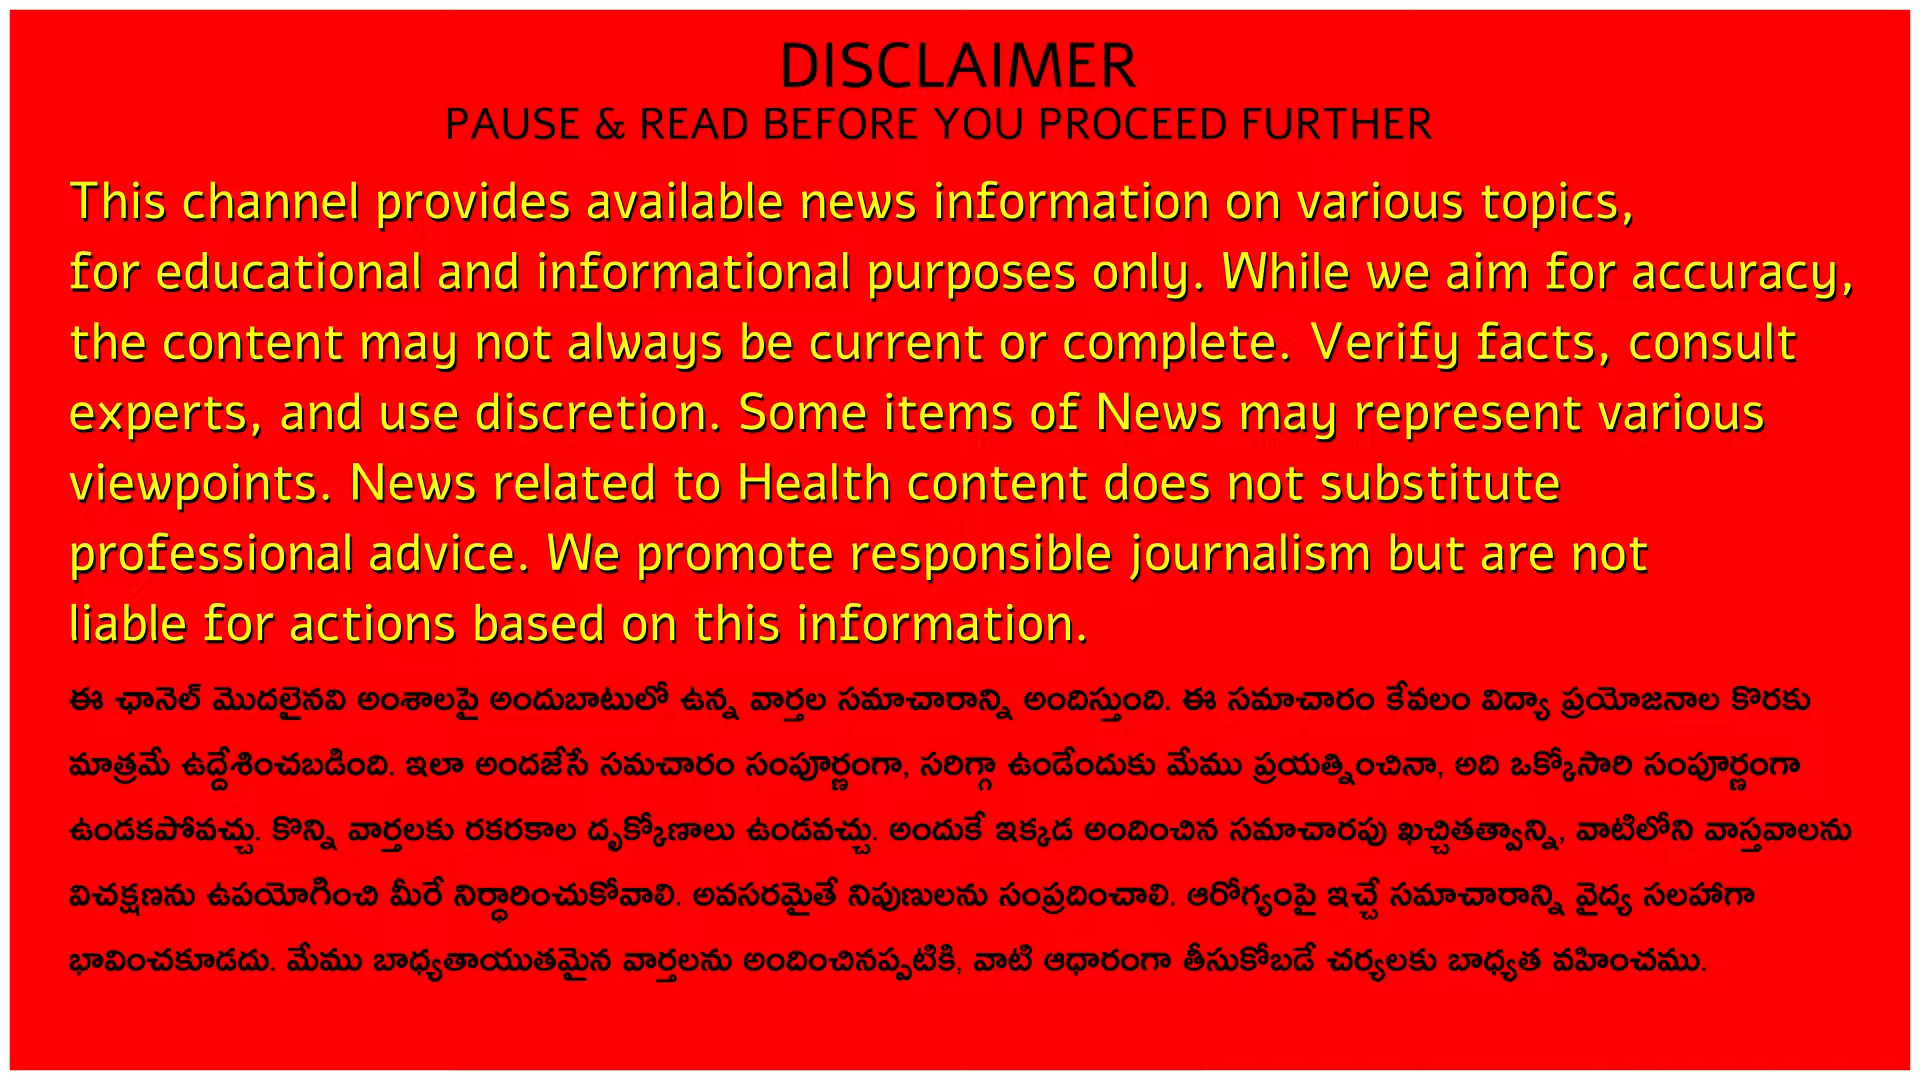 DISCLAIMER
PAUSE & READ BEFORE YOU PROCEED FURTHER
This channel provides available news information on various topics,
for educational and informational purposes only. While we aim for accuracy,
the content may not always be current or complete. Verify facts, consult
experts, and use discretion. Some items of News may represent various
viewpoints. News related to Health content does not substitute
professional advice. We promote responsible journalism but are not
liable for actions based on this information.
ఈ ఛానెల్ మొదలైనవి అంశాలపై అందుబాటులో ఉన్న వార్తల సమాచారాన్ని అందిస్తుంది. ఈ సమాచారం కేవలం విద్యా ప్రయోజనాల కొరకు
మాత్రమే ఉద్దేశించబడింది. ఇలా అందజేసే సమచారం సంపూర్ణంగా, సరిగ్గా ఉండేందుకు మేము ప్రయత్నించినా, అది ఒక్కోసారి సంపూర్ణంగా
ఉండకపోవచ్చు. కొన్ని వార్తలకు రకరకాల దృక్కోణాలు ఉండవచ్చు. అందుకే ఇక్కడ అందించిన సమాచారపు ఖచ్చితత్వాన్ని, వాటిలోని వాస్తవాలను
విచక్షణను ఉపయోగించి మీరే నిర్ధారించుకోవాలి. అవసరమైతే నిపుణులను సంప్రదించాలి. ఆరోగ్యంపై ఇచ్చే సమాచారాన్ని వైద్య సలహాగా
భావించకూడదు. మేము బాధ్యతాయుతమైన వార్తలను అందించినప్పటికి, వాటి ఆధారంగా తీసుకోబడే చర్యలకు బాధ్యత వహించము.